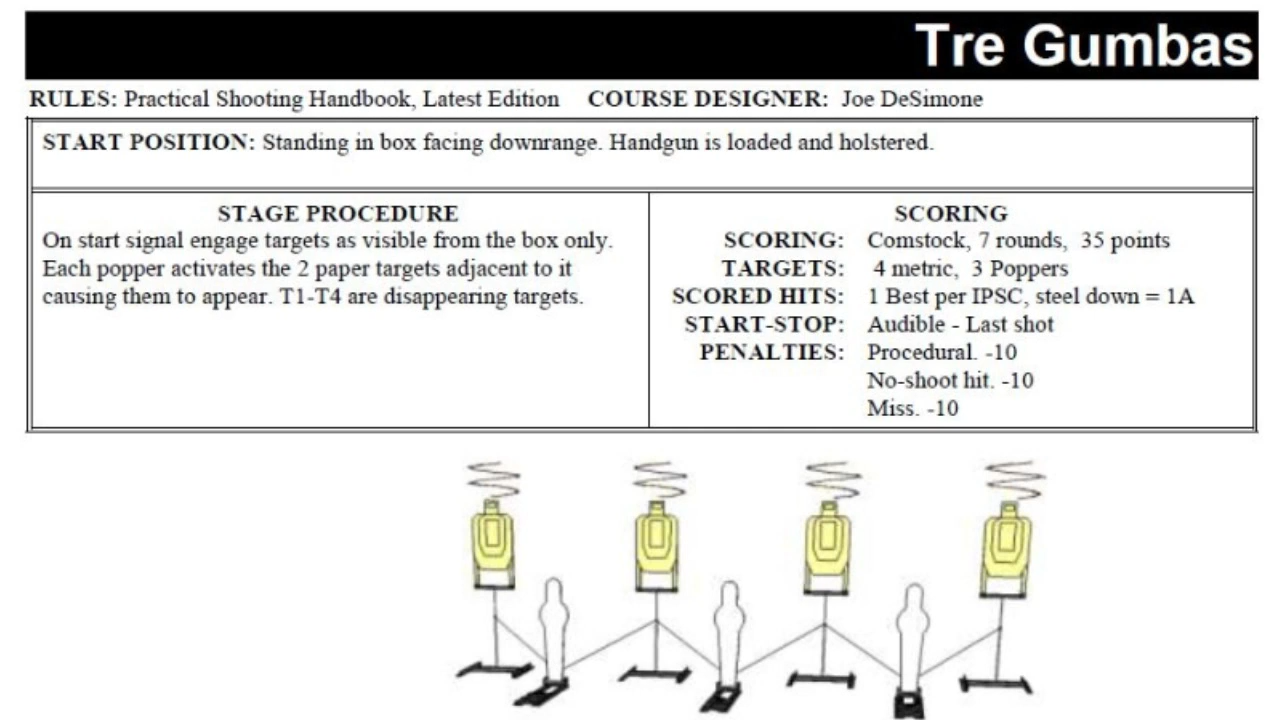 Tre Gumbas
RULES: Practical Shooting Handbook, Latest Edition COURSE DESIGNER: Joe DeSimone
START POSITION: Standing in box facing downrange. Handgun is loaded and holstered.
STAGE PROCEDURE
On start signal engage targets as visible from the box only.
Each popper activates the 2 paper targets adjacent to it
causing them to appear. T1-T4 are disappearing targets.
SCORING
SCORING: Comstock, 7 rounds, 35 points
TARGETS: 4 metric, 3 Poppers
SCORED HITS: 1 Best per IPSC, steel down = 1A
START-STOP: Audible - Last shot
PENALTIES: Procedural. -10
No-shoot hit. -10
Miss. -10